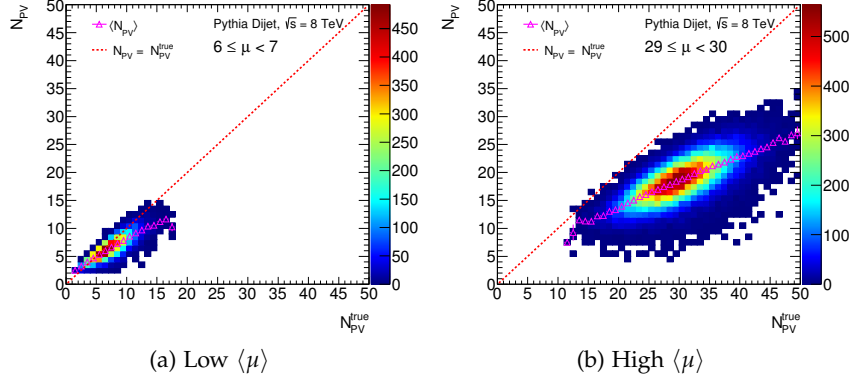 N_PV
50
45
40
35
30
25
20
15
10
5
0
0 5 10 15 20 25 30 35 40 45 50
N_PV^true
⟨N_PV⟩
N_PV = N_PV^true
Pythia Dijet, √s = 8 TeV
6 ≤ μ < 7
450
400
350
300
250
200
150
100
50
0
(a) Low ⟨μ⟩
N_PV
50
45
40
35
30
25
20
15
10
5
0
0 5 10 15 20 25 30 35 40 45 50
N_PV^true
⟨N_PV⟩
N_PV = N_PV^true
Pythia Dijet, √s = 8 TeV
29 ≤ μ < 30
500
400
300
200
100
0
(b) High ⟨μ⟩